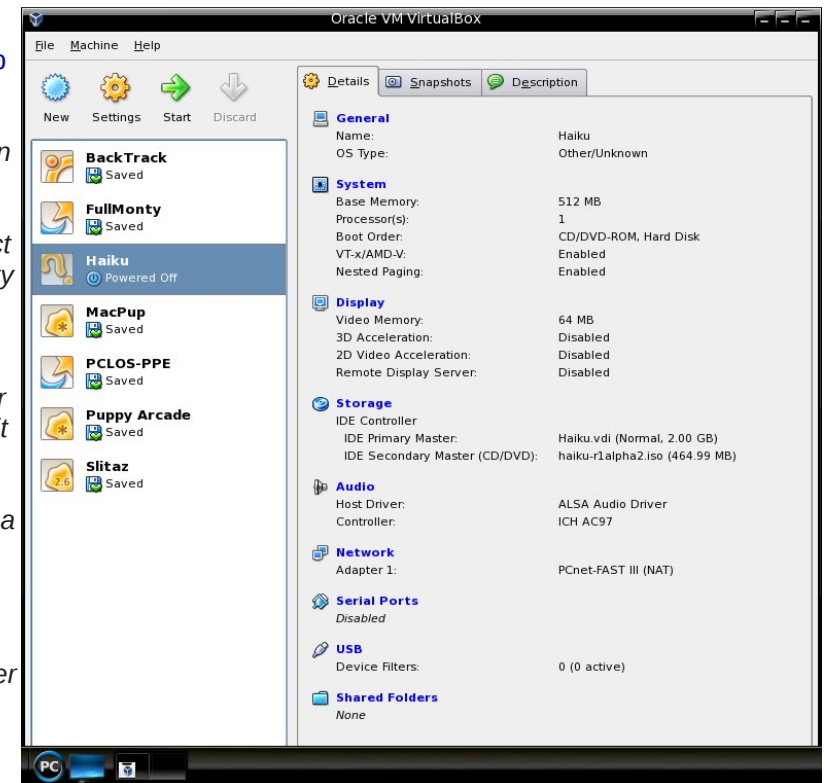 Oracle VM VirtualBox
File Machine Help
New Settings Start Discard
BackTrack
Saved
FullMonty
Saved
Haiku
Powered Off
MacPup
Saved
PCLOS-PPE
Saved
Puppy Arcade
Saved
Slitaz
2.6
Saved
Details Snapshots Description
General
Name: Haiku
OS Type: Other/Unknown
System
Base Memory: 512 MB
Processor(s): 1
Boot Order: CD/DVD-ROM, Hard Disk
VT-x/AMD-V: Enabled
Nested Paging: Enabled
Display
Video Memory: 64 MB
3D Acceleration: Disabled
2D Video Acceleration: Disabled
Remote Display Server: Disabled
Storage
IDE Controller
IDE Primary Master: Haiku.vdi (Normal, 2.00 GB)
IDE Secondary Master (CD/DVD): haiku-r1alpha2.iso (464.99 MB)
Audio
Host Driver: ALSA Audio Driver
Controller: ICH AC97
Network
Adapter 1: PCnet-FAST III (NAT)
Serial Ports
Disabled
USB
Device Filters: 0 (0 active)
Shared Folders
None
PC